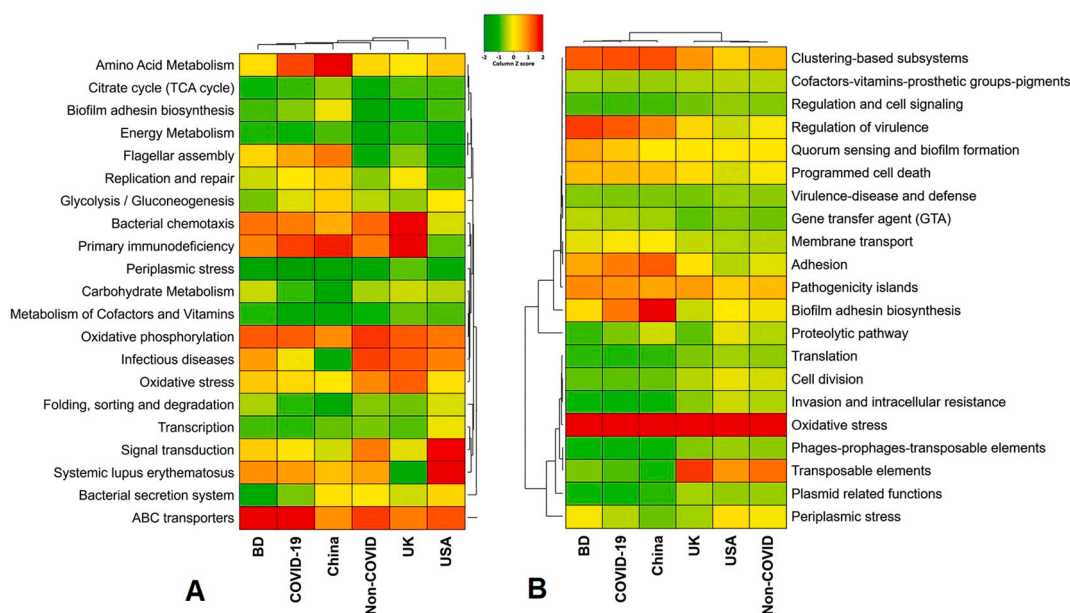 -2 -1 0 1 2
Column Z score
Amino Acid Metabolism
Citrate cycle (TCA cycle)
Biofilm adhesin biosynthesis
Energy Metabolism
Flagellar assembly
Replication and repair
Glycolysis / Gluconeogenesis
Bacterial chemotaxis
Primary immunodeficiency
Periplasmic stress
Carbohydrate Metabolism
Metabolism of Cofactors and Vitamins
Oxidative phosphorylation
Infectious diseases
Oxidative stress
Folding, sorting and degradation
Transcription
Signal transduction
Systemic lupus erythematosus
Bacterial secretion system
ABC transporters
BD
COVID-19
China
Non-COVID
UK
USA
A
Clustering-based subsystems
Cofactors-vitamins-prosthetic groups-pigments
Regulation and cell signaling
Regulation of virulence
Quorum sensing and biofilm formation
Programmed cell death
Virulence-disease and defense
Gene transfer agent (GTA)
Membrane transport
Adhesion
Pathogenicity islands
Biofilm adhesin biosynthesis
Proteolytic pathway
Translation
Cell division
Invasion and intracellular resistance
Oxidative stress
Phages-prophages-transposable elements
Transposable elements
Plasmid related functions
Periplasmic stress
BD
COVID-19
China
UK
USA
Non-COVID
B